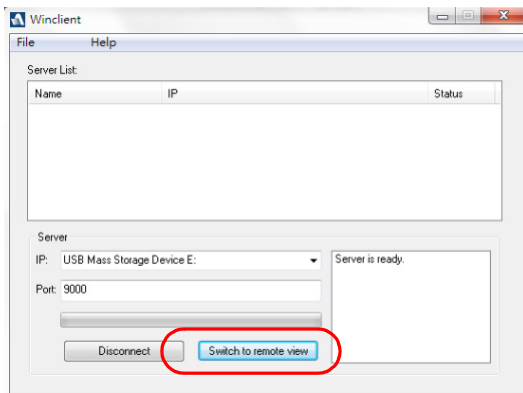 Winclient
File Help
Server List:
Name IP Status
Server
IP: USB Mass Storage Device E: Server is ready.
Port: 9000
Disconnect Switch to remote view